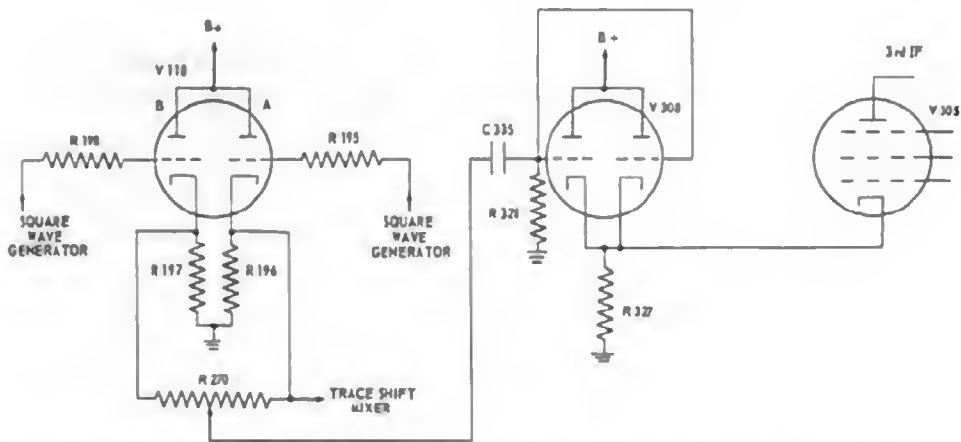 B+
V 118
B
A
R 198
R 195
SQUARE
WAVE
GENERATOR
SQUARE
WAVE
GENERATOR
R 197
R 196
R 270
TRACE SHIFT
MIXER
C 335
B+
V 308
R 328
R 327
3rd IF
V 305